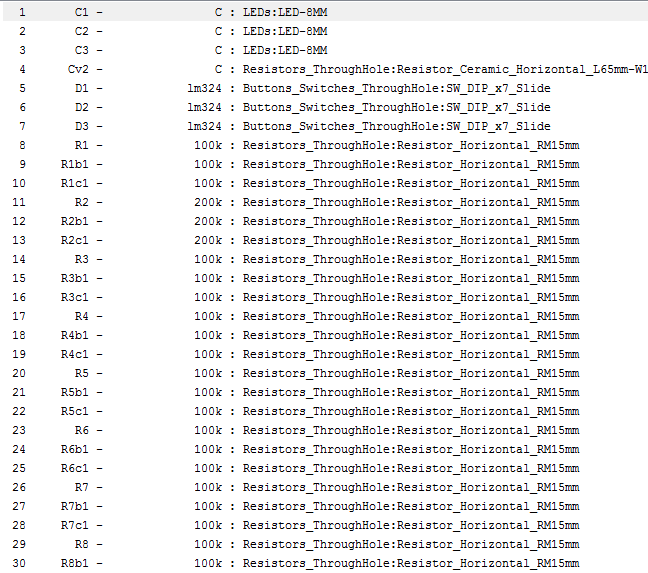 1 C1 - C : LEDs:LED-8MM
2 C2 - C : LEDs:LED-8MM
3 C3 - C : LEDs:LED-8MM
4 Cv2 - C : Resistors_ThroughHole:Resistor_Ceramic_Horizontal_L65mm-W1
5 D1 - lm324 : Buttons_Switches_ThroughHole:SW_DIP_x7_Slide
6 D2 - lm324 : Buttons_Switches_ThroughHole:SW_DIP_x7_Slide
7 D3 - lm324 : Buttons_Switches_ThroughHole:SW_DIP_x7_Slide
8 R1 - 100k : Resistors_ThroughHole:Resistor_Horizontal_RM15mm
9 R1b1 - 100k : Resistors_ThroughHole:Resistor_Horizontal_RM15mm
10 R1c1 - 100k : Resistors_ThroughHole:Resistor_Horizontal_RM15mm
11 R2 - 200k : Resistors_ThroughHole:Resistor_Horizontal_RM15mm
12 R2b1 - 200k : Resistors_ThroughHole:Resistor_Horizontal_RM15mm
13 R2c1 - 200k : Resistors_ThroughHole:Resistor_Horizontal_RM15mm
14 R3 - 100k : Resistors_ThroughHole:Resistor_Horizontal_RM15mm
15 R3b1 - 100k : Resistors_ThroughHole:Resistor_Horizontal_RM15mm
16 R3c1 - 100k : Resistors_ThroughHole:Resistor_Horizontal_RM15mm
17 R4 - 100k : Resistors_ThroughHole:Resistor_Horizontal_RM15mm
18 R4b1 - 100k : Resistors_ThroughHole:Resistor_Horizontal_RM15mm
19 R4c1 - 100k : Resistors_ThroughHole:Resistor_Horizontal_RM15mm
20 R5 - 100k : Resistors_ThroughHole:Resistor_Horizontal_RM15mm
21 R5b1 - 100k : Resistors_ThroughHole:Resistor_Horizontal_RM15mm
22 R5c1 - 100k : Resistors_ThroughHole:Resistor_Horizontal_RM15mm
23 R6 - 100k : Resistors_ThroughHole:Resistor_Horizontal_RM15mm
24 R6b1 - 100k : Resistors_ThroughHole:Resistor_Horizontal_RM15mm
25 R6c1 - 100k : Resistors_ThroughHole:Resistor_Horizontal_RM15mm
26 R7 - 100k : Resistors_ThroughHole:Resistor_Horizontal_RM15mm
27 R7b1 - 100k : Resistors_ThroughHole:Resistor_Horizontal_RM15mm
28 R7c1 - 100k : Resistors_ThroughHole:Resistor_Horizontal_RM15mm
29 R8 - 100k : Resistors_ThroughHole:Resistor_Horizontal_RM15mm
30 R8b1 - 100k : Resistors_ThroughHole:Resistor_Horizontal_RM15mm